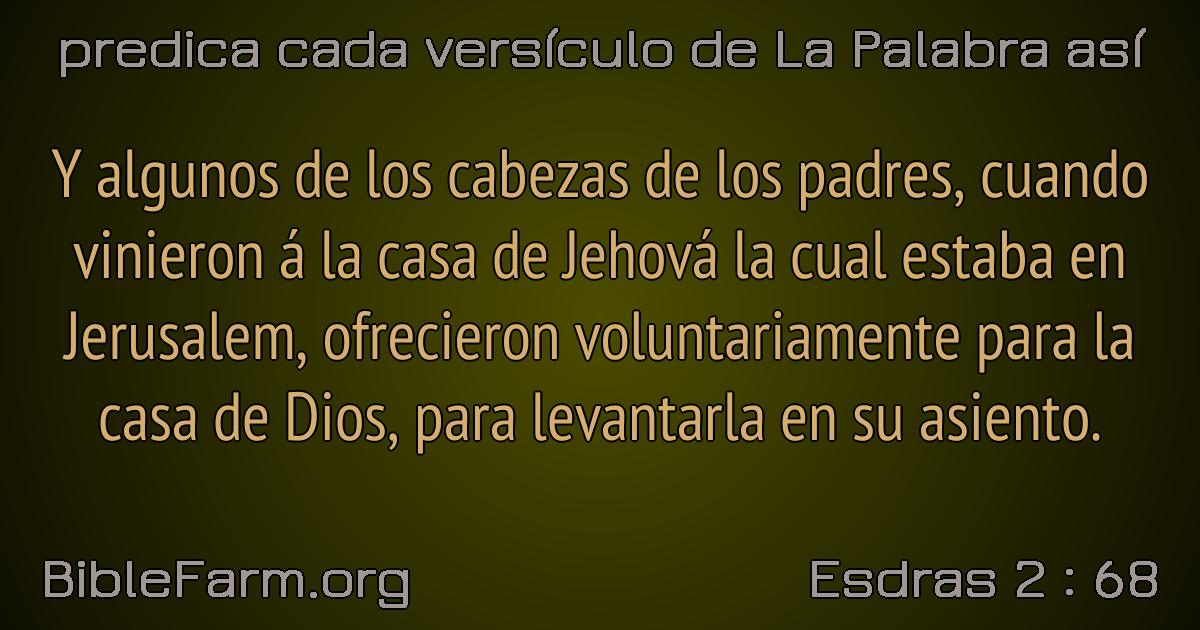 predica cada versículo de La Palabra así
Y algunos de los cabezas de los padres, cuando
vinieron á la casa de Jehová la cual estaba en
Jerusalem, ofrecieron voluntariamente para la
casa de Dios, para levantarla en su asiento.
BibleFarm.org
Esdras 2 : 68